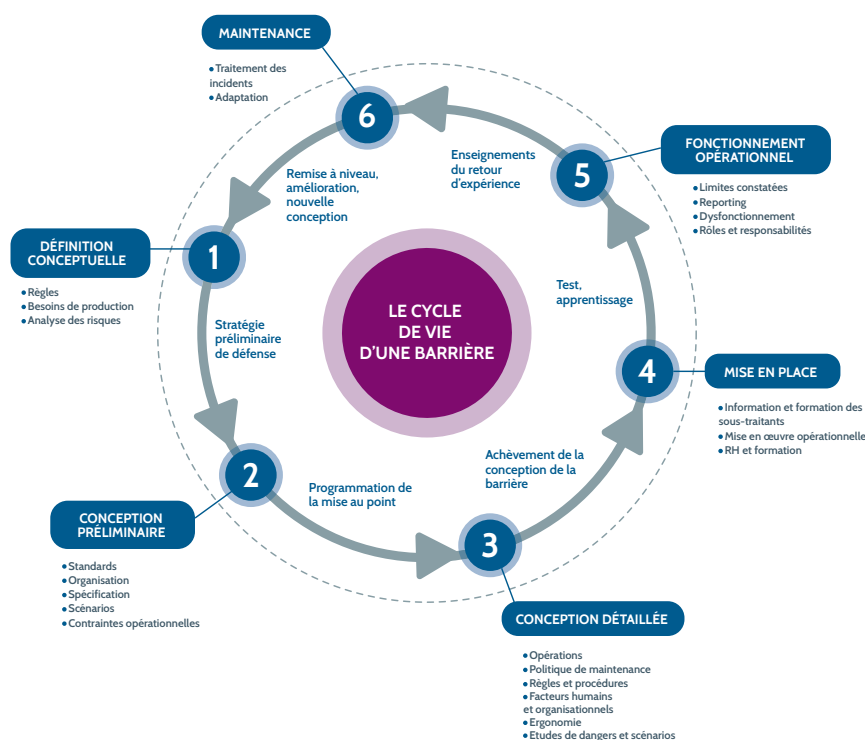 MAINTENANCE
•Traitement des
incidents
•Adaptation
6
Remise à niveau,
amélioration,
nouvelle
conception
1
DÉFINITION
CONCEPTUELLE
•Règles
•Besoins de production
•Analyse des risques
Stratégie
préliminaire
de défense
2
CONCEPTION
PRÉLIMINAIRE
•Standards
•Organisation
•Spécification
•Scénarios
•Contraintes opérationnelles
Programmation de
la mise au point
3
CONCEPTION DÉTAILLÉE
•Opérations
•Politique de maintenance
•Règles et procédures
•Facteurs humains
et organisationnels
•Ergonomie
•Etudes de dangers et scénarios
Achèvement de la
conception de la
barrière
4
MISE EN PLACE
•Information et formation des
sous-traitants
•Mise en œuvre opérationnelle
•RH et formation
Test,
apprentissage
5
FONCTIONNEMENT
OPÉRATIONNEL
•Limites constatées
•Reporting
•Dysfonctionnement
•Rôles et responsabilités
Enseignements
du retour
d'expérience
LE CYCLE
DE VIE
D'UNE BARRIÈRE